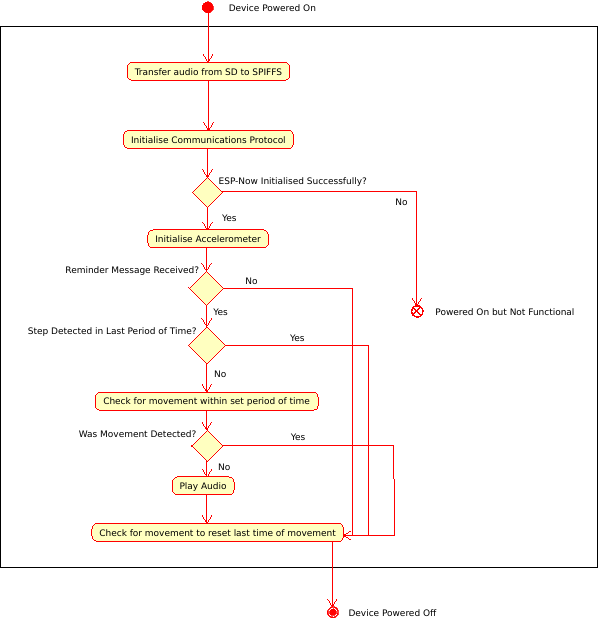 Device Powered On
Transfer audio from SD to SPIFFS
Initialise Communications Protocol
ESP-Now Initialised Successfully?
No
Yes
Initialise Accelerometer
Reminder Message Received?
No
Yes
Powered On but Not Functional
Step Detected in Last Period of Time?
Yes
No
Check for movement within set period of time
Was Movement Detected?
Yes
No
Play Audio
Check for movement to reset last time of movement
Device Powered Off